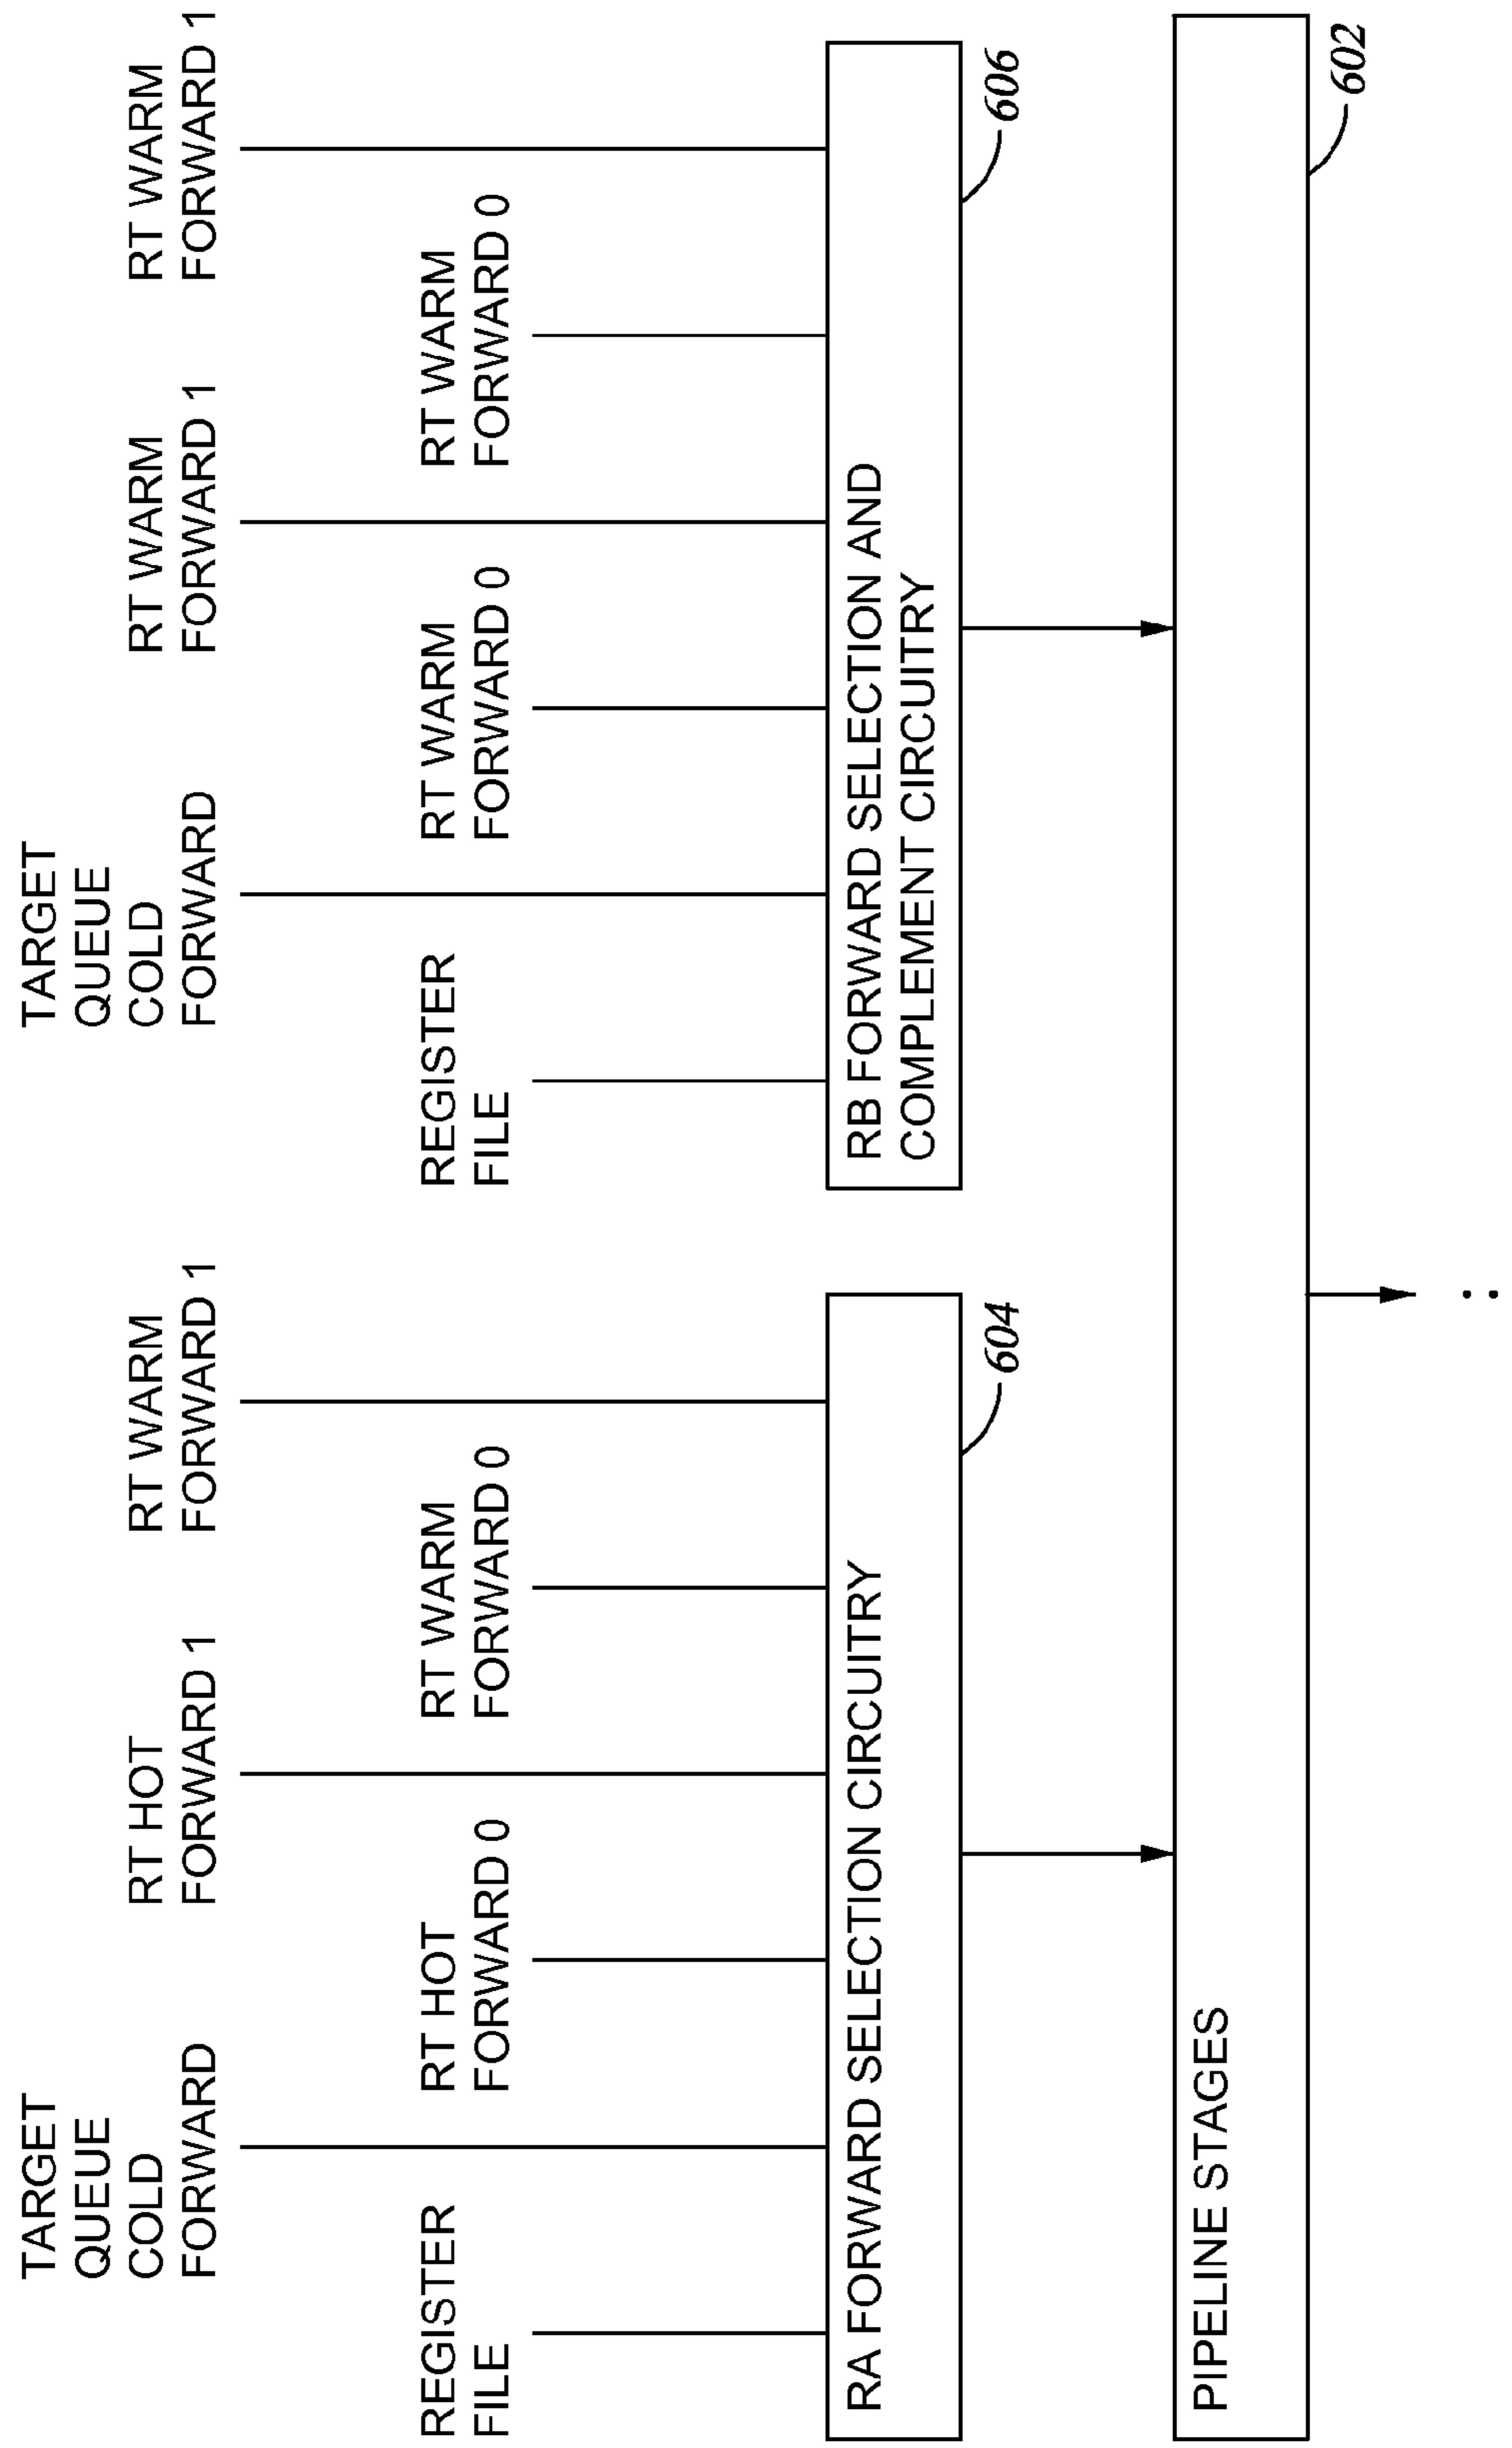 TARGET
QUEUE
COLD
FORWARD
RT HOT
FORWARD 1
RT WARM
FORWARD 1
TARGET
QUEUE
COLD
FORWARD
RT WARM
FORWARD 1
RT WARM
FORWARD 1
REGISTER
FILE
RT HOT
FORWARD 0
RT WARM
FORWARD 0
REGISTER
FILE
RT WARM
FORWARD 0
RT WARM
FORWARD 0
RA FORWARD SELECTION CIRCUITRY
604
RB FORWARD SELECTION AND
COMPLEMENT CIRCUITRY
606
PIPELINE STAGES
602